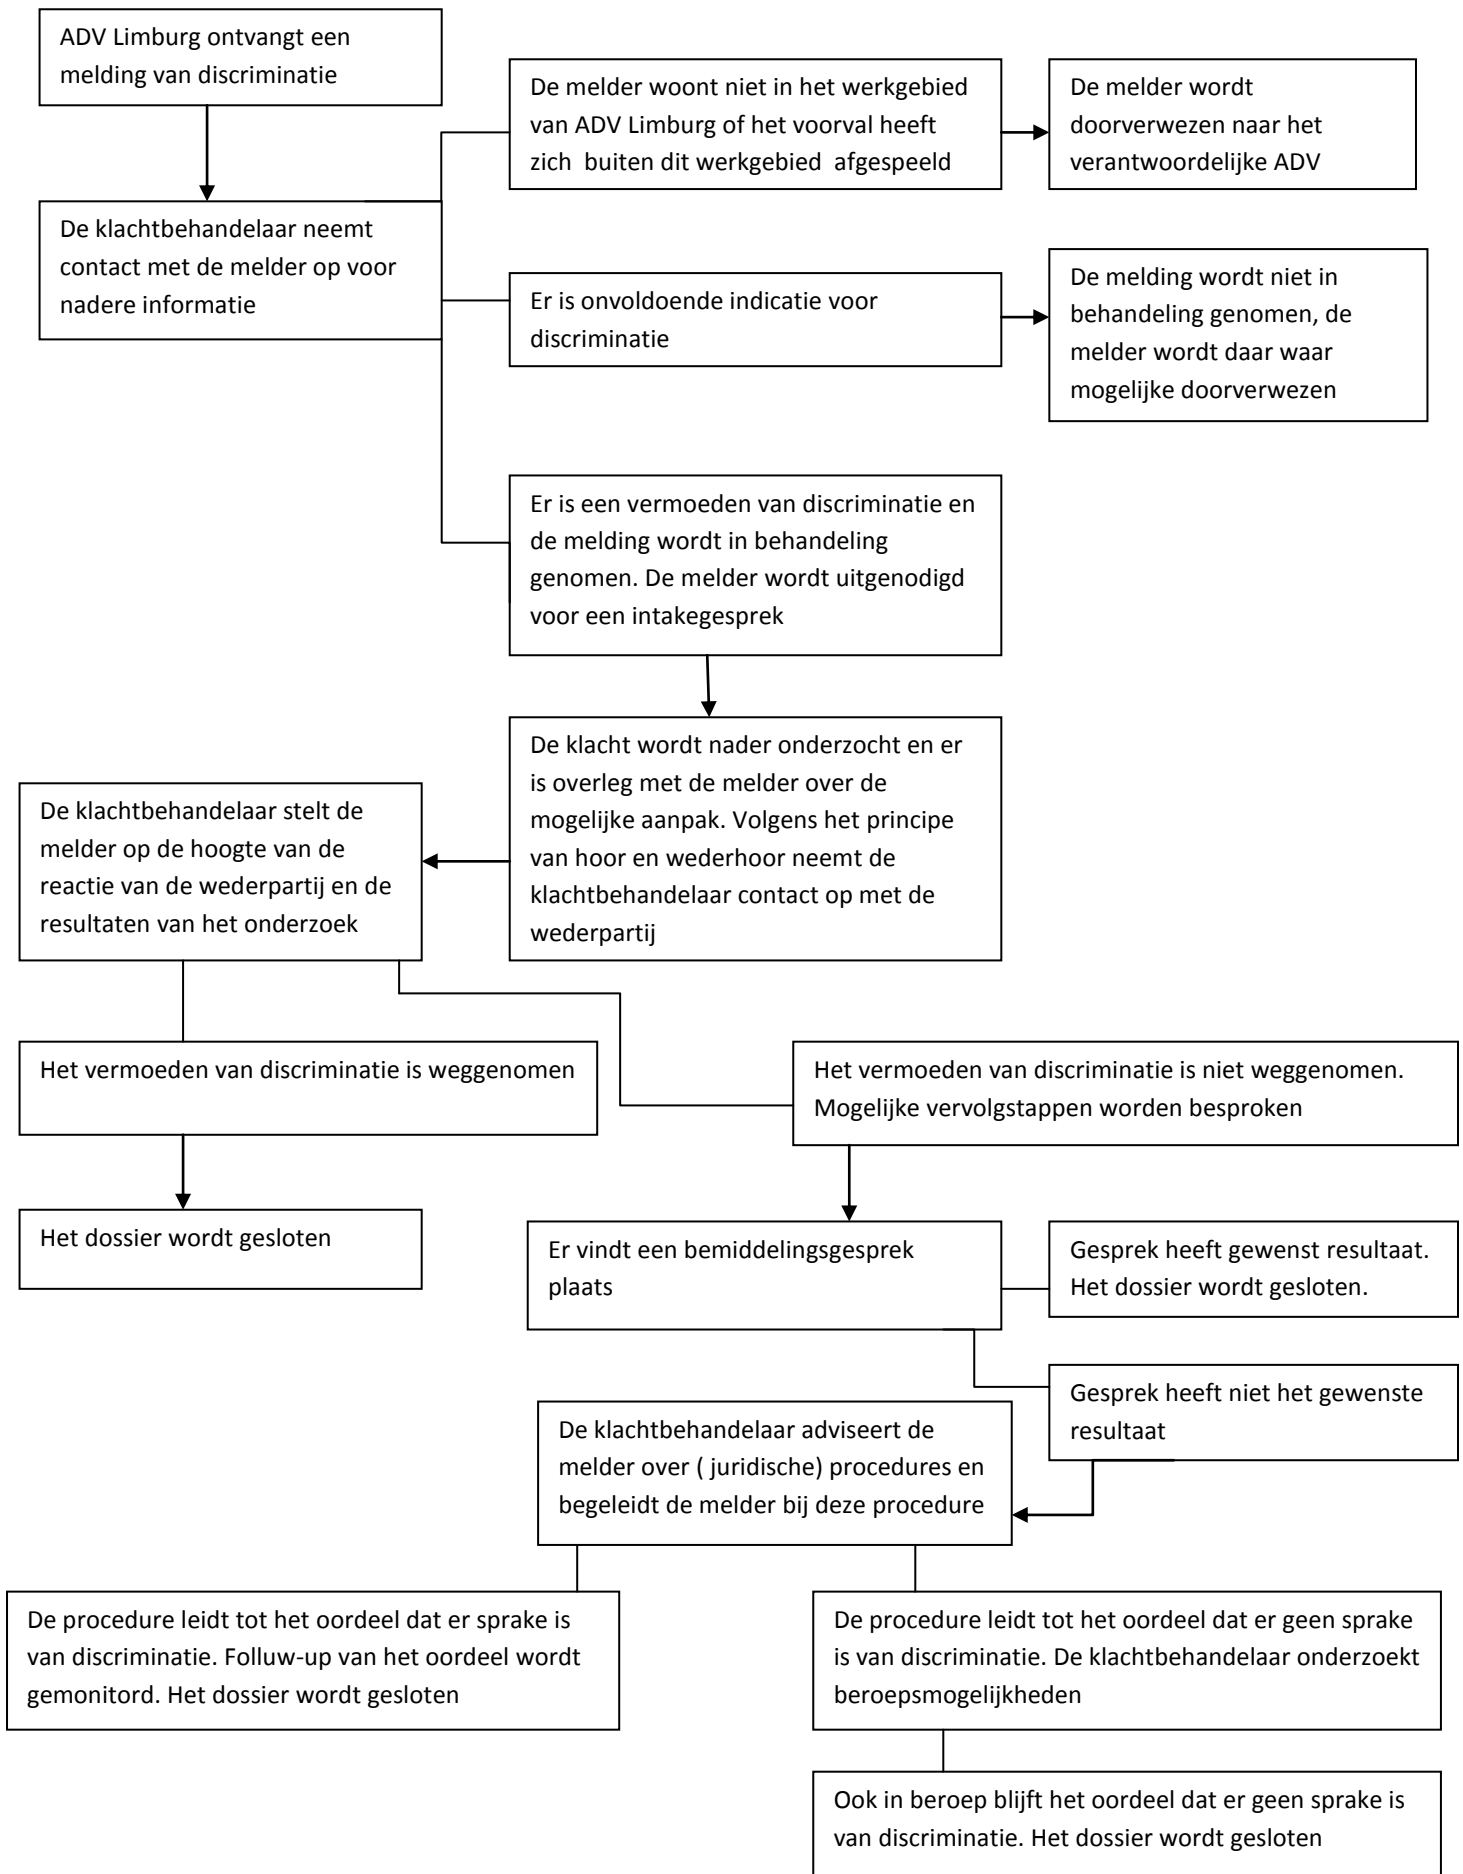 ADV Limburg ontvangt een
melding van discriminatie
De melder woont niet in het werkgebied
van ADV Limburg of het voorval heeft
zich buiten dit werkgebied afgespeeld
De melder wordt
doorverwezen naar het
verantwoordelijke ADV
De klachtbehandelaar neemt
contact met de melder op voor
nadere informatie
Er is onvoldoende indicatie voor
discriminatie
De melding wordt niet in
behandeling genomen, de
melder wordt daar waar
mogelijke doorverwezen
Er is een vermoeden van discriminatie en
de melding wordt in behandeling
genomen. De melder wordt uitgenodigd
voor een intakegesprek
De klacht wordt nader onderzocht en er
is overleg met de melder over de
mogelijke aanpak. Volgens het principe
van hoor en wederhoor neemt de
klachtbehandelaar contact op met de
wederpartij
De klachtbehandelaar stelt de
melder op de hoogte van de
reactie van de wederpartij en de
resultaten van het onderzoek
Het vermoeden van discriminatie is weggenomen
Het vermoeden van discriminatie is niet weggenomen.
Mogelijke vervolgstappen worden besproken
Het dossier wordt gesloten
Er vindt een bemiddelingsgesprek
plaats
Gesprek heeft gewenst resultaat.
Het dossier wordt gesloten.
Gesprek heeft niet het gewenste
resultaat
De klachtbehandelaar adviseert de
melder over ( juridische) procedures en
begeleidt de melder bij deze procedure
De procedure leidt tot het oordeel dat er sprake is
van discriminatie. Folluw-up van het oordeel wordt
gemonitord. Het dossier wordt gesloten
De procedure leidt tot het oordeel dat er geen sprake
is van discriminatie. De klachtbehandelaar onderzoekt
beroepsmogelijkheden
Ook in beroep blijft het oordeel dat er geen sprake is
van discriminatie. Het dossier wordt gesloten